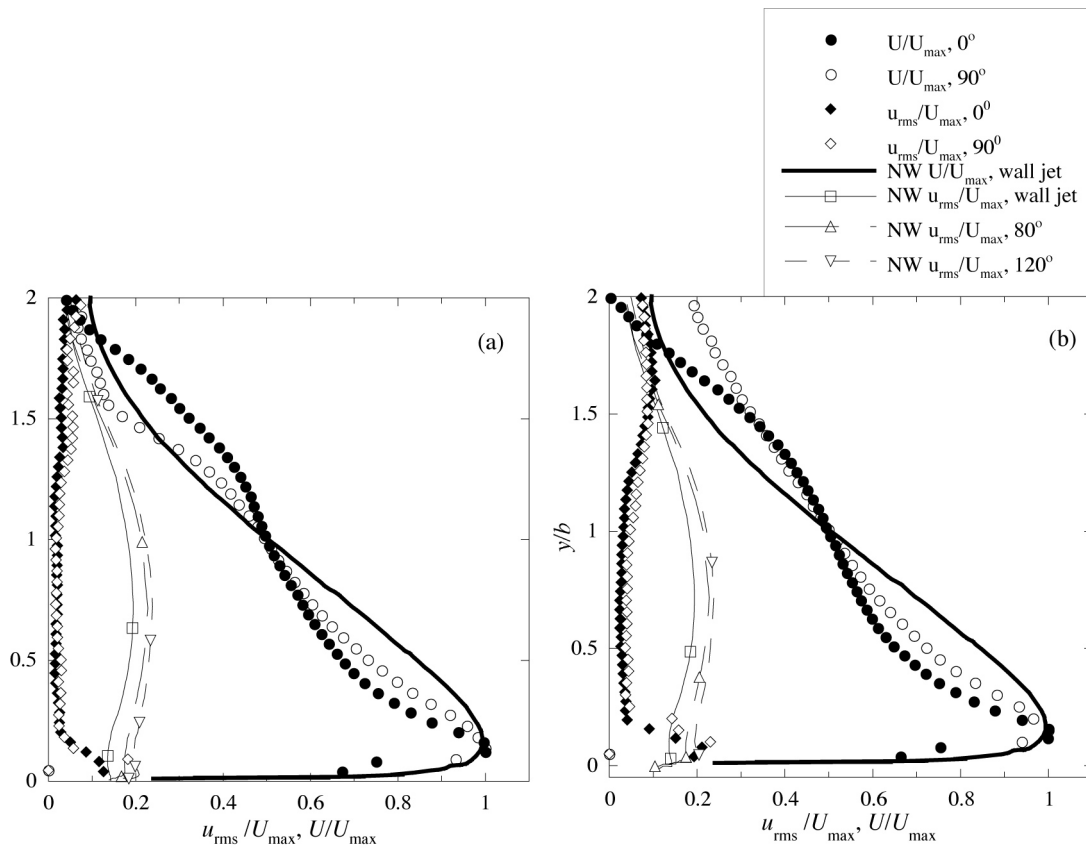 U/U_max, 0°
U/U_max, 90°
u_rms/U_max, 0⁰
u_rms/U_max, 90⁰
NW U/U_max, wall jet
NW u_rms/U_max, wall jet
NW u_rms/U_max, 80°
NW u_rms/U_max, 120°
(a)
2
1.5
1
0.5
0
0 0.2 0.4 0.6 0.8 1
u_rms /U_max, U/U_max
(b)
y/b
2
1.5
1
0.5
0
0 0.2 0.4 0.6 0.8 1
u_rms /U_max, U/U_max